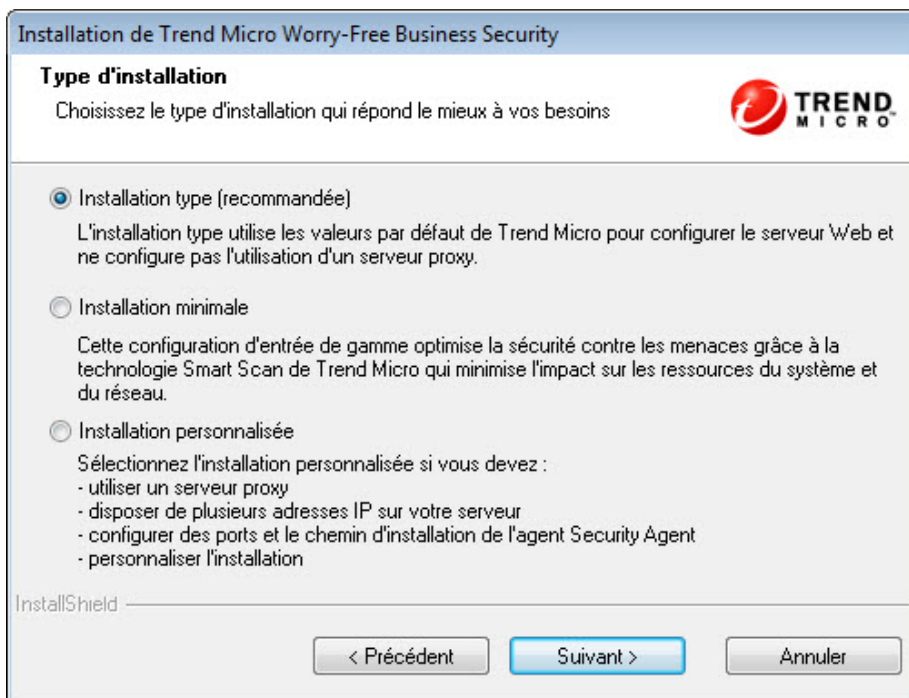 Installation de Trend Micro Worry-Free Business Security
Type d'installation
Choisissez le type d'installation qui répond le mieux à vos besoins
TREND
MICRO™
Installation type (recommandée)
L'installation type utilise les valeurs par défaut de Trend Micro pour configurer le serveur Web et
ne configure pas l'utilisation d'un serveur proxy.
Installation minimale
Cette configuration d'entrée de gamme optimise la sécurité contre les menaces grâce à la
technologie Smart Scan de Trend Micro qui minimise l'impact sur les ressources du système et
du réseau.
Installation personnalisée
Sélectionnez l'installation personnalisée si vous devez :
- utiliser un serveur proxy
- disposer de plusieurs adresses IP sur votre serveur
- configurer des ports et le chemin d'installation de l'agent Security Agent
- personnaliser l'installation
InstallShield
< Précédent
Suivant >
Annuler